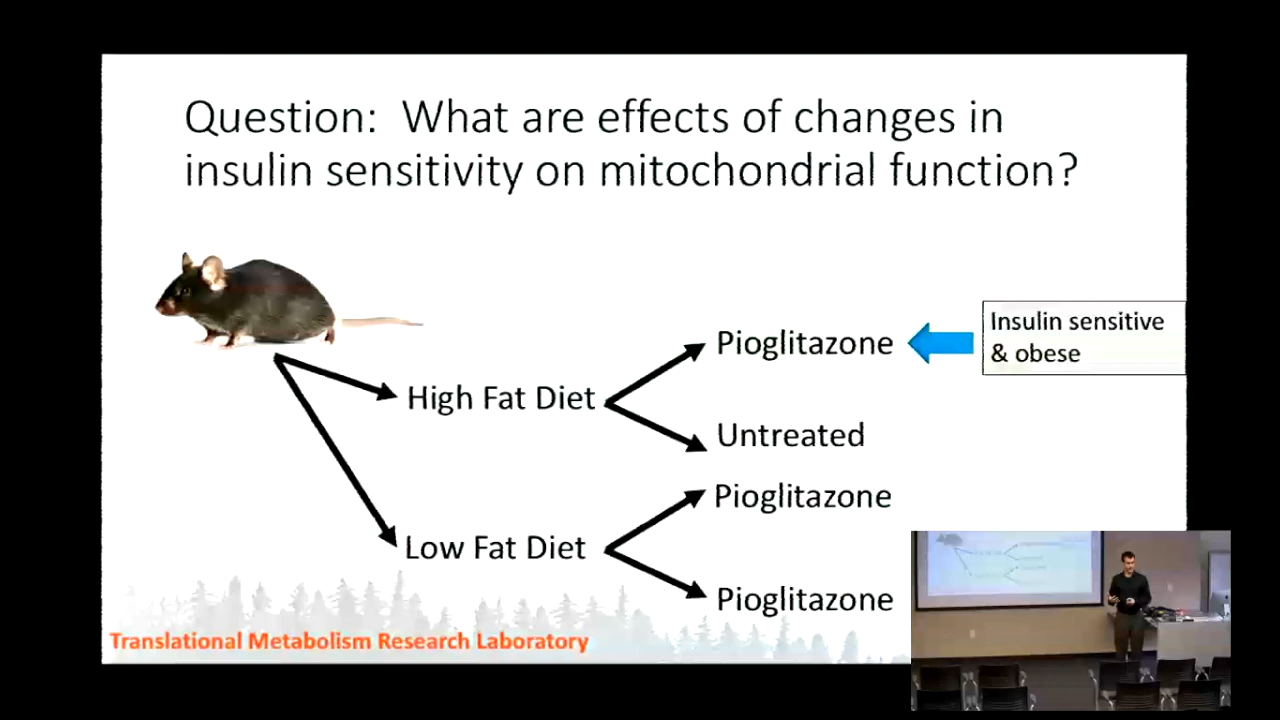 Question:  What are effects of changes in
insulin sensitivity on mitochondrial function?
Insulin sensitive
& obese
Pioglitazone
High Fat Diet
Untreated
Pioglitazone
Low Fat Diet
Pioglitazone
Translational Metabolism Research Laboratory